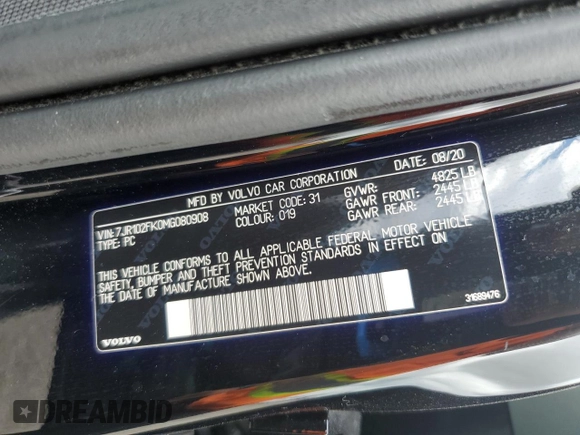 MFD BY VOLVO CAR CORPORATION DATE: 08/20
VIN: 7JR102FK0MG080908 MARKET CODE: 31 GVWR: 4825 LB
TYPE: PC COLOUR: 019 GAWR FRONT: 2445 LB
GAWR REAR: 2445 LB
THIS VEHICLE CONFORMS TO ALL APPLICABLE FEDERAL MOTOR VEHICLE
SAFETY, BUMPER AND THEFT PREVENTION STANDARDS IN EFFECT ON
THE DATE OF MANUFACTURE SHOWN ABOVE.
31689476
VOLVO
DREAMBID